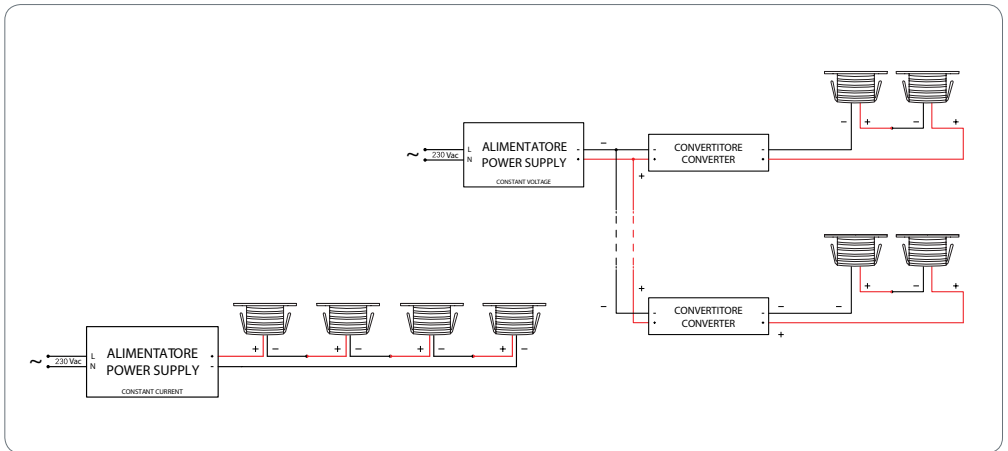 ~ 230 Vac
L
N
ALIMENTATORE
POWER SUPPLY
CONSTANT VOLTAGE
-
+
-
+
-
+
CONVERTITORE
CONVERTER
-
+
-
+
-
+
-
+
-
+
CONVERTITORE
CONVERTER
-
+
-
+
-
+
-
+
~ 230 Vac
L
N
ALIMENTATORE
POWER SUPPLY
CONSTANT CURRENT
+
-
+ -
+ -
+ -
+ -